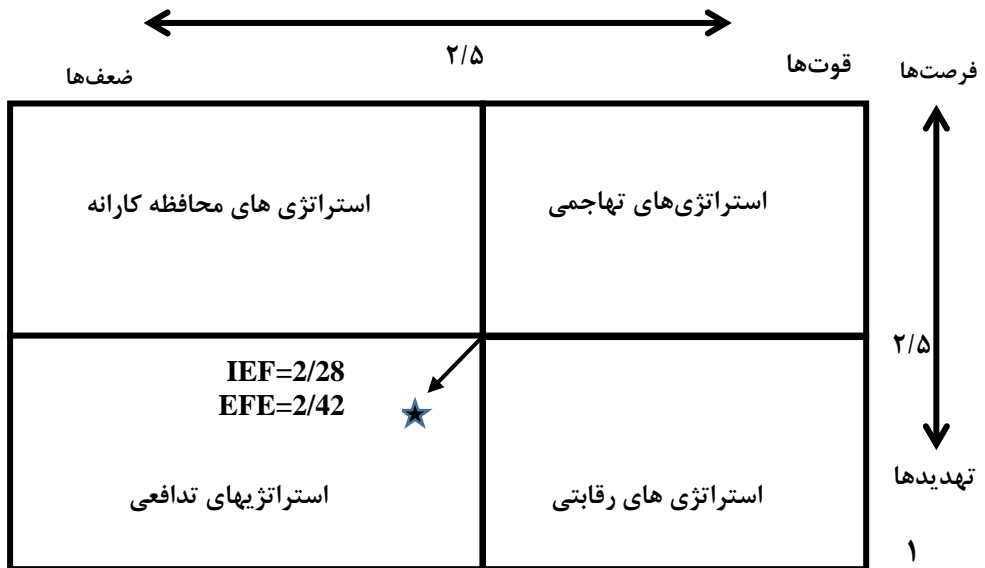 ۲/۵
فرصت‌ها
قوت‌ها
ضعف‌ها
استراتژی‌های تهاجمی
استراتژی های محافظه کارانه
۲/۵
IEF=2/28
EFE=2/42
تهدیدها
استراتژی های رقابتی
استراتژیهای تدافعی
۱